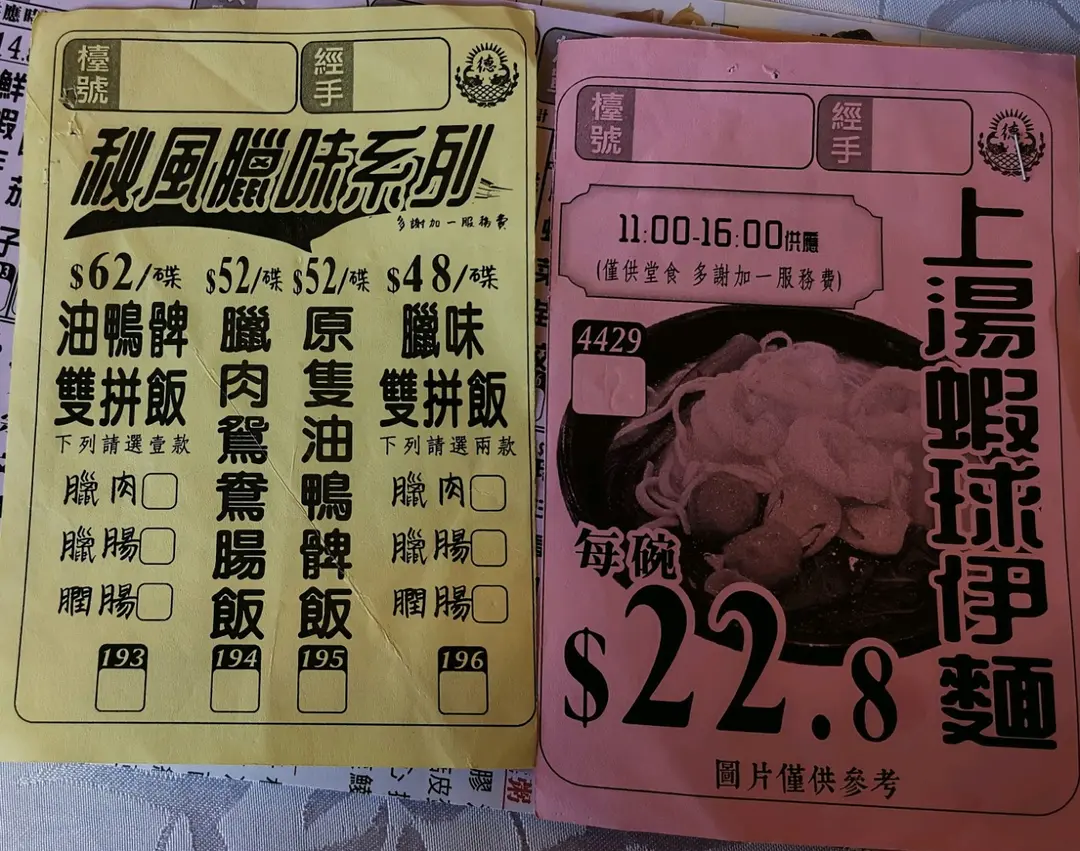 檯號
經手
德
秋風臘味系列
多謝加一服務費
$62/碟
油鴨髀
雙拼飯
下列請選壹款
臘肉
臘腸
膶腸
193
$52/碟
臘肉鴛鴦腸飯
194
$52/碟
原隻油鴨髀飯
195
$48/碟
臘味
雙拼飯
下列請選兩款
臘肉
臘腸
膶腸
196
檯號
經手
德
11:00-16:00供應
(僅供堂食 多謝加一服務費)
4429
上湯蝦球伊麵
每碗
$22.8
圖片僅供參考